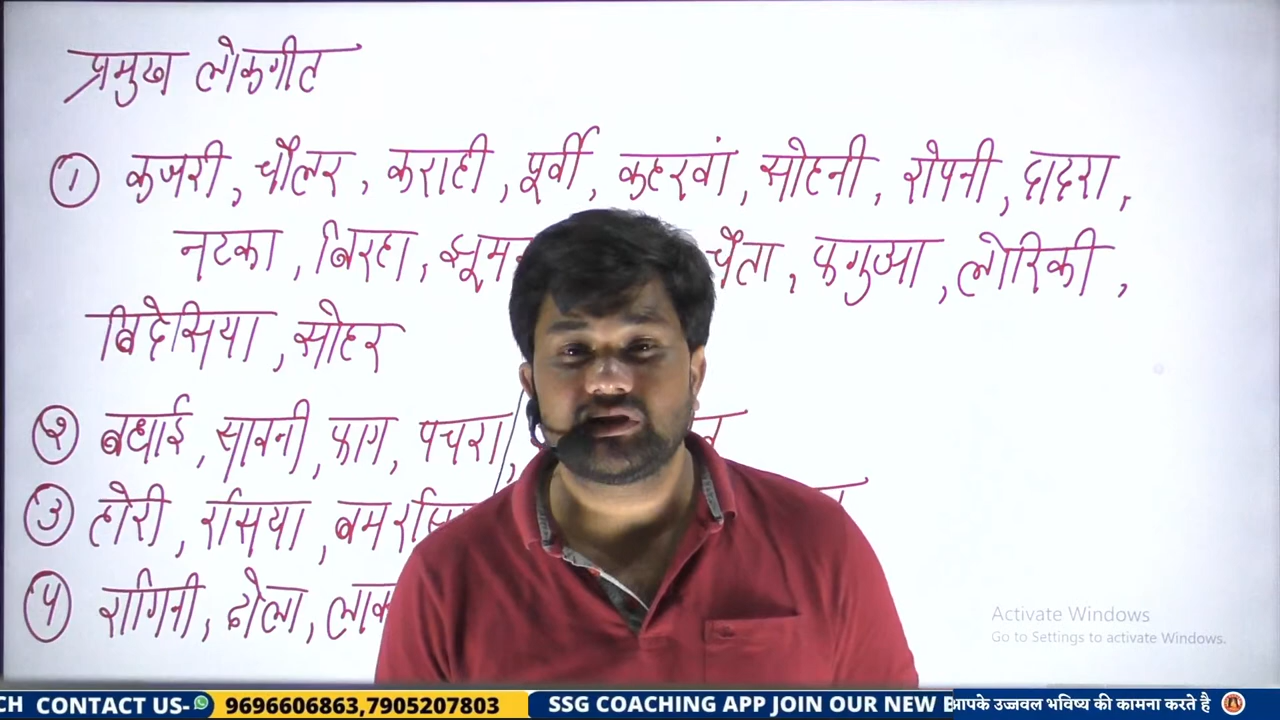 प्रमुख लोकगीत
① कजरी, चौलर, कराही, पूर्वी, कहरवां, सोहनी, रोपनी, दादरा,
नटका, बिरहा, चैता, फगुआ, लोरिकी,
बिदेसिया, सोहर
② बधाई, सावनी, फाग, पचरा,
③ होरी, रसिया,
④ रागिनी, ढोला,
Activate Windows
Go to Settings to activate Windows.
CH CONTACT US- 9696606863,7905207803 SSG COACHING APP JOIN OUR NEW B आपके उज्जवल भविष्य की कामना करते है